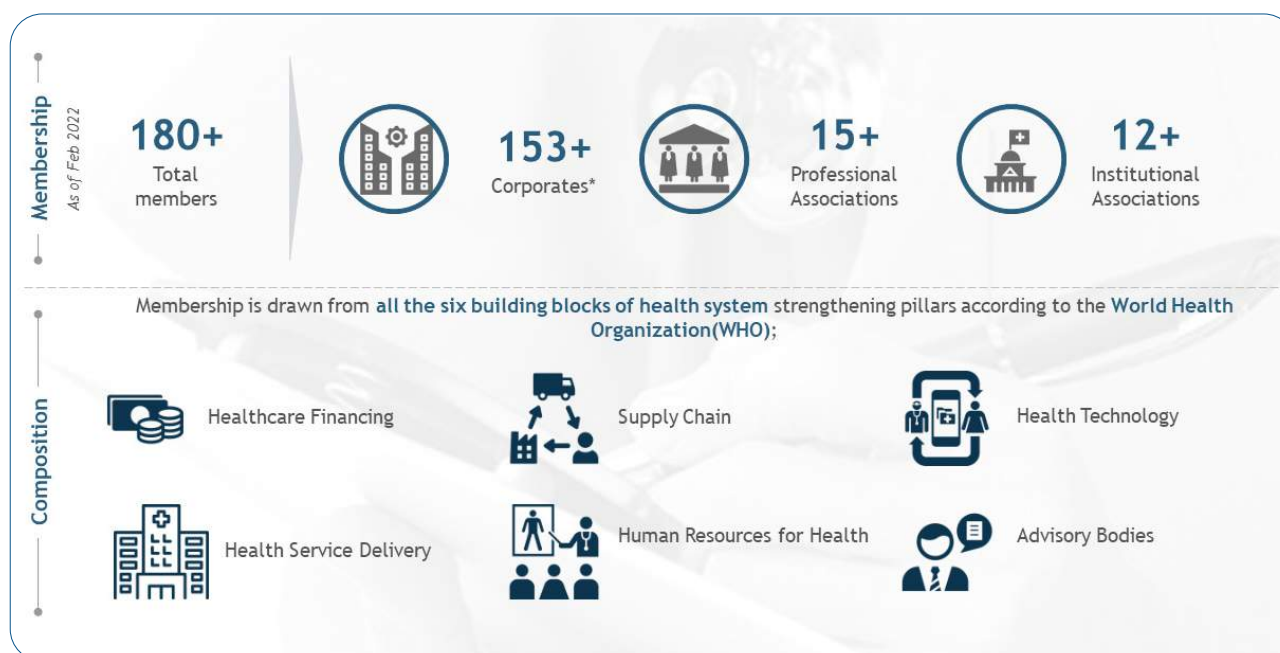 Membership
As of Feb 2022
180+
Total
members
153+
Corporates*
15+
Professional
Associations
12+
Institutional
Associations
Composition
Membership is drawn from all the six building blocks of health system strengthening pillars according to the World Health
Organization(WHO);
Healthcare Financing
Supply Chain
Health Technology
Health Service Delivery
Human Resources for Health
Advisory Bodies